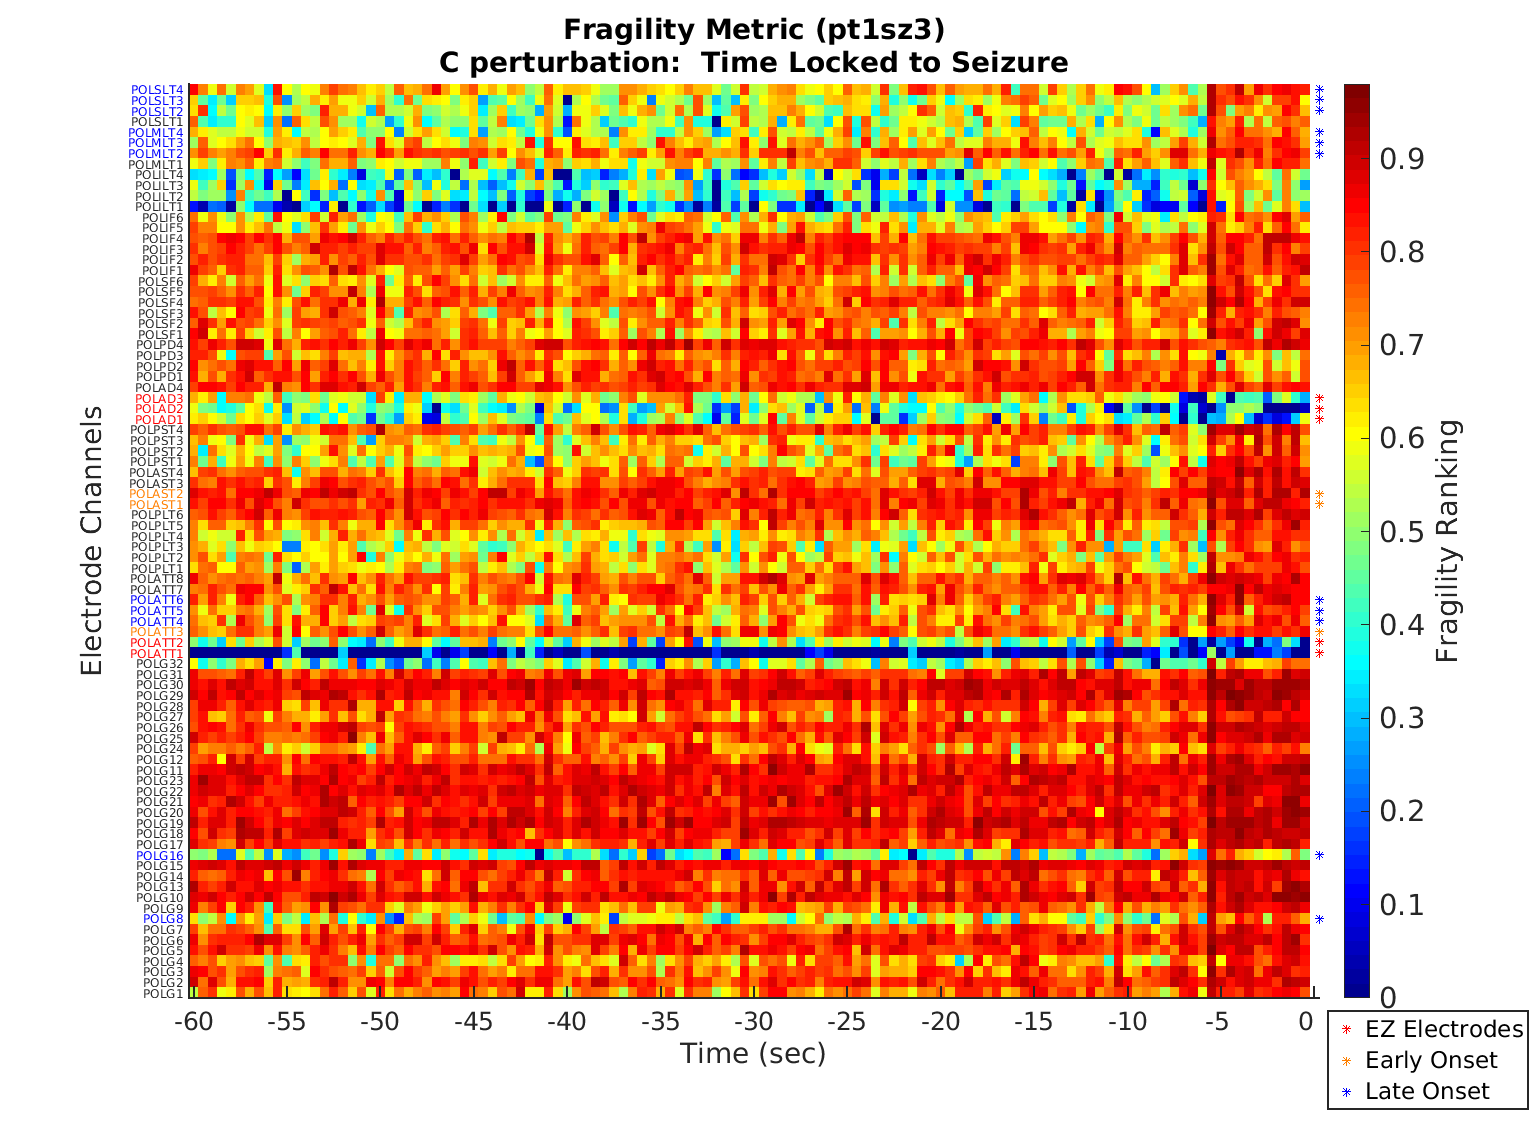 Fragility Metric (pt1sz3)
C perturbation:  Time Locked to Seizure
Electrode Channels
POLSLT4
POLSLT3
POLSLT2
POLSLT1
POLMLT4
POLMLT3
POLMLT2
POLMLT1
POLILT4
POLILT3
POLILT2
POLILT1
POLIF6
POLIF5
POLIF4
POLIF3
POLIF2
POLIF1
POLSF6
POLSF5
POLSF4
POLSF3
POLSF2
POLSF1
POLPD4
POLPD3
POLPD2
POLPD1
POLAD4
POLAD3
POLAD2
POLAD1
POLPST4
POLPST3
POLPST2
POLPST1
POLAST4
POLAST3
POLAST2
POLAST1
POLPLT6
POLPLT5
POLPLT4
POLPLT3
POLPLT2
POLPLT1
POLATT8
POLATT7
POLATT6
POLATT5
POLATT4
POLATT3
POLATT2
POLATT1
POLG32
POLG31
POLG30
POLG29
POLG28
POLG27
POLG26
POLG25
POLG24
POLG12
POLG11
POLG23
POLG22
POLG21
POLG20
POLG19
POLG18
POLG17
POLG16
POLG15
POLG14
POLG13
POLG10
POLG9
POLG8
POLG7
POLG6
POLG5
POLG4
POLG3
POLG2
POLG1
-60 -55 -50 -45 -40 -35 -30 -25 -20 -15 -10 -5 0
Time (sec)
0.9
0.8
0.7
0.6
0.5
0.4
0.3
0.2
0.1
0
Fragility Ranking
EZ Electrodes
Early Onset
Late Onset